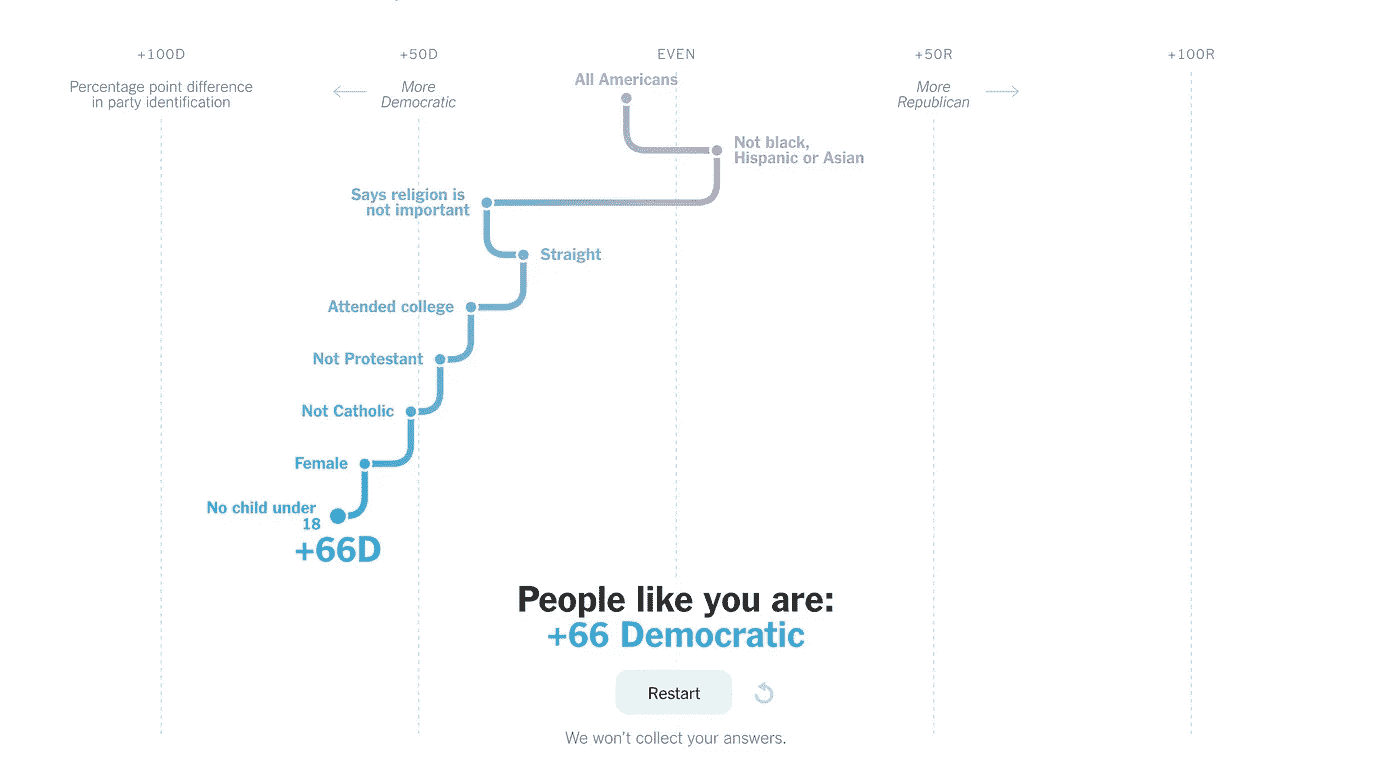 +100D
+50D
EVEN
+50R
+100R
Percentage point difference
in party identification
More
Democratic
All Americans
More
Republican
Not black,
Hispanic or Asian
Says religion is
not important
Straight
Attended college
Not Protestant
Not Catholic
Female
No child under
18
+66D
People like you are:
+66 Democratic
Restart
We won't collect your answers.